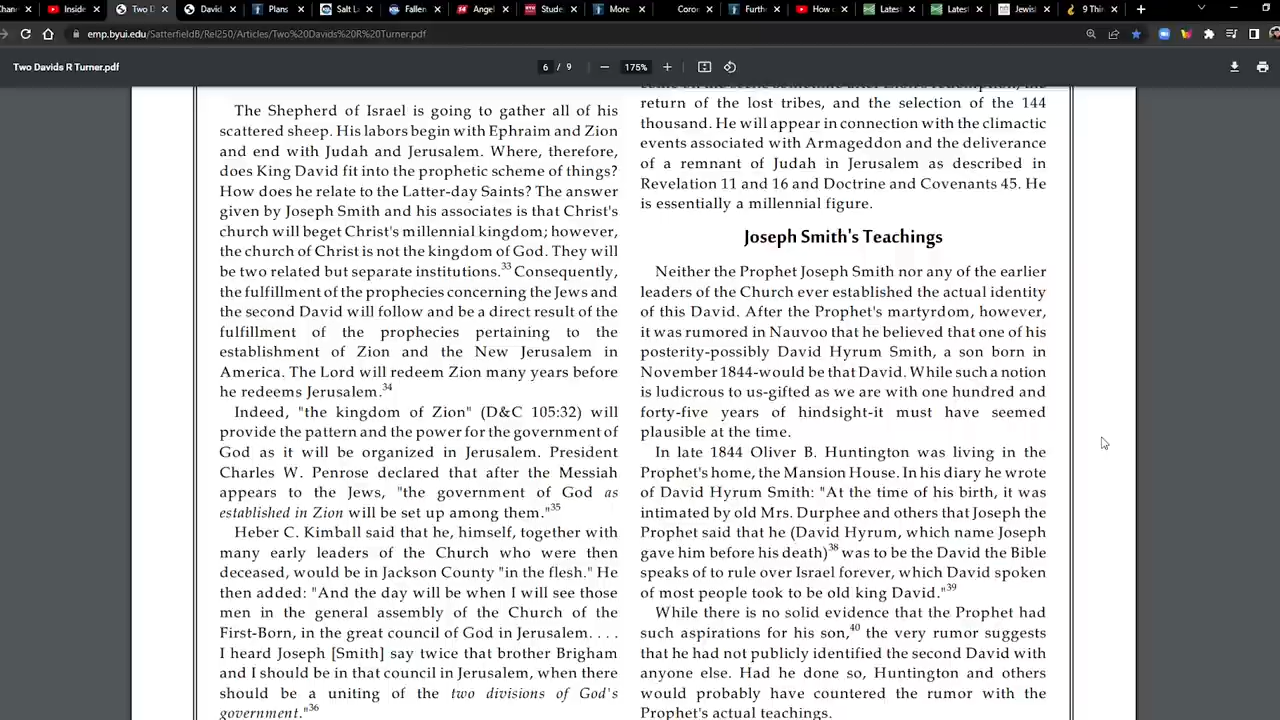 Chane
Inside
Two D
David
Plans
Salt L
Fallen
Angel
Stude
More
Coro
Furth
How c
Latest
Latest
Jewish
9 Thin
emp.byui.edu/SatterfieldB/Rel250/Articles/Two%20Davids%20R%20Turner.pdf
Two Davids R Turner.pdf
6 / 9
175%
The Shepherd of Israel is going to gather all of his
scattered sheep. His labors begin with Ephraim and Zion
and end with Judah and Jerusalem. Where, therefore,
does King David fit into the prophetic scheme of things?
How does he relate to the Latter-day Saints? The answer
given by Joseph Smith and his associates is that Christ's
church will beget Christ's millennial kingdom; however,
the church of Christ is not the kingdom of God. They will
be two related but separate institutions.33 Consequently,
the fulfillment of the prophecies concerning the Jews and
the second David will follow and be a direct result of the
fulfillment of the prophecies pertaining to the
establishment of Zion and the New Jerusalem in
America. The Lord will redeem Zion many years before
he redeems Jerusalem.34
Indeed, "the kingdom of Zion" (D&C 105:32) will
provide the pattern and the power for the government of
God as it will be organized in Jerusalem. President
Charles W. Penrose declared that after the Messiah
appears to the Jews, "the government of God as
established in Zion will be set up among them."35
Heber C. Kimball said that he, himself, together with
many early leaders of the Church who were then
deceased, would be in Jackson County "in the flesh." He
then added: "And the day will be when I will see those
men in the general assembly of the Church of the
First-Born, in the great council of God in Jerusalem. . . .
I heard Joseph [Smith] say twice that brother Brigham
and I should be in that council in Jerusalem, when there
should be a uniting of the two divisions of God's
government."36
return of the lost tribes, and the selection of the 144
thousand. He will appear in connection with the climactic
events associated with Armageddon and the deliverance
of a remnant of Judah in Jerusalem as described in
Revelation 11 and 16 and Doctrine and Covenants 45. He
is essentially a millennial figure.
Joseph Smith's Teachings
Neither the Prophet Joseph Smith nor any of the earlier
leaders of the Church ever established the actual identity
of this David. After the Prophet's martyrdom, however,
it was rumored in Nauvoo that he believed that one of his
posterity-possibly David Hyrum Smith, a son born in
November 1844-would be that David. While such a notion
is ludicrous to us-gifted as we are with one hundred and
forty-five years of hindsight-it must have seemed
plausible at the time.
In late 1844 Oliver B. Huntington was living in the
Prophet's home, the Mansion House. In his diary he wrote
of David Hyrum Smith: "At the time of his birth, it was
intimated by old Mrs. Durphee and others that Joseph the
Prophet said that he (David Hyrum, which name Joseph
gave him before his death)38 was to be the David the Bible
speaks of to rule over Israel forever, which David spoken
of most people took to be old king David."39
While there is no solid evidence that the Prophet had
such aspirations for his son,40 the very rumor suggests
that he had not publicly identified the second David with
anyone else. Had he done so, Huntington and others
would probably have countered the rumor with the
Prophet's actual teachings.